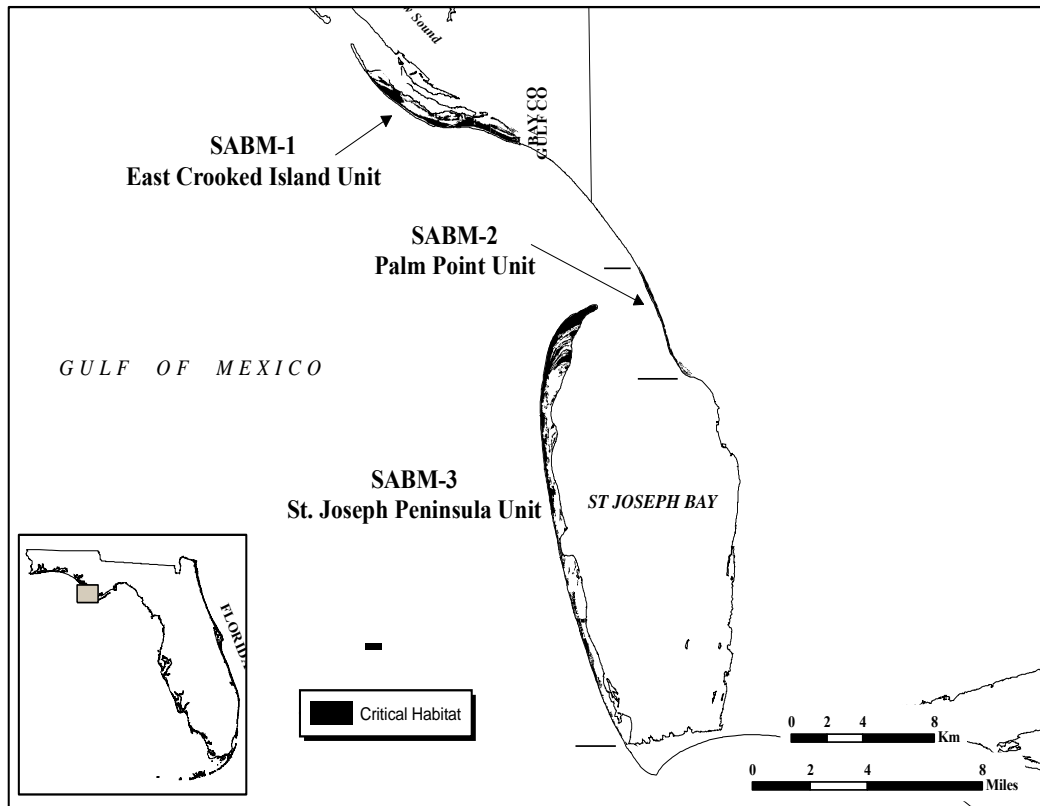 w Sound
BAY CO
GULF CO
SABM-1
East Crooked Island Unit
SABM-2
Palm Point Unit
GULF OF MEXICO
SABM-3
St. Joseph Peninsula Unit
ST JOSEPH BAY
FLORIDA
Critical Habitat
0 2 4 8
Km
0 2 4 8
Miles